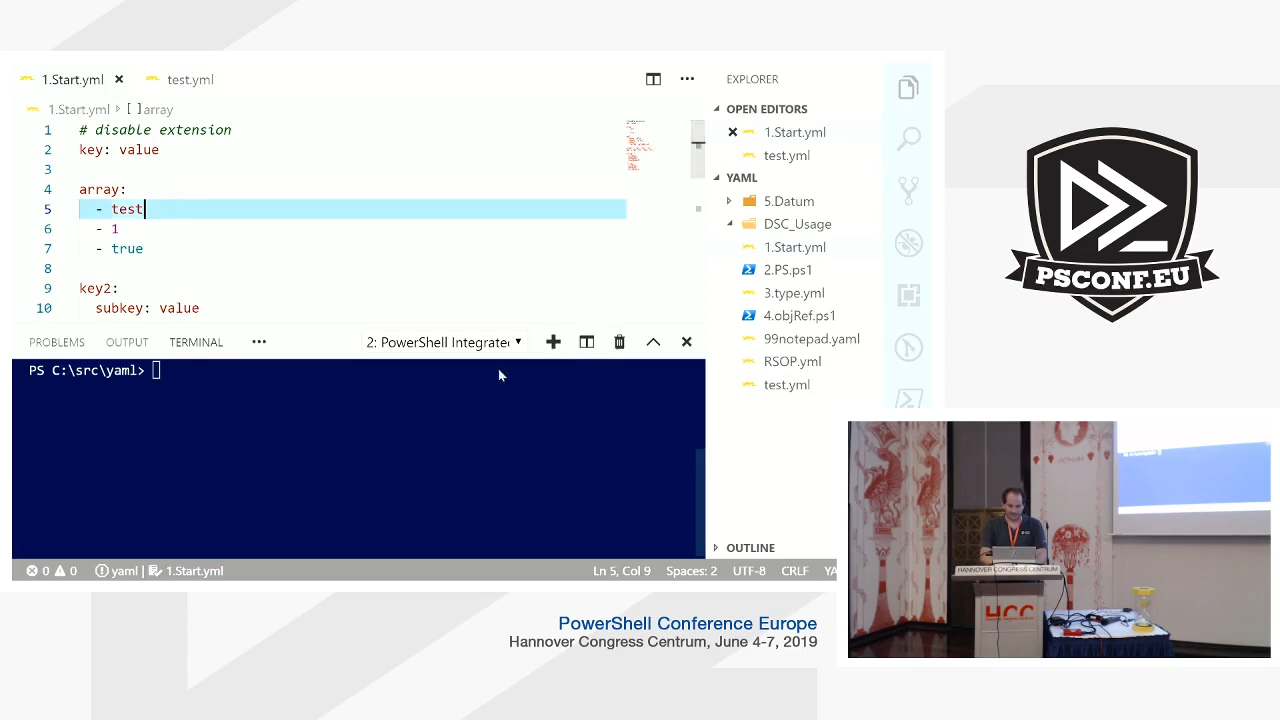 1.Start.yml
test.yml
1.Start.yml [ ] array
1 # disable extension
2 key: value
3
4 array:
5 - test
6 - 1
7 - true
8
9 key2:
10 subkey: value
PROBLEMS OUTPUT TERMINAL ••• 2: PowerShell Integrate
PS C:\src\yaml>
0 0 yaml | 1.Start.yml Ln 5, Col 9 Spaces: 2 UTF-8 CRLF YA
EXPLORER
OPEN EDITORS
1.Start.yml
test.yml
YAML
5.Datum
DSC_Usage
1.Start.yml
2.PS.ps1
3.type.yml
4.objRef.ps1
99notepad.yaml
RSOP.yml
test.yml
OUTLINE
PSCONF.EU
HANNOVER CONGRESS CENTRUM
HCC
PowerShell Conference Europe
Hannover Congress Centrum, June 4-7, 2019